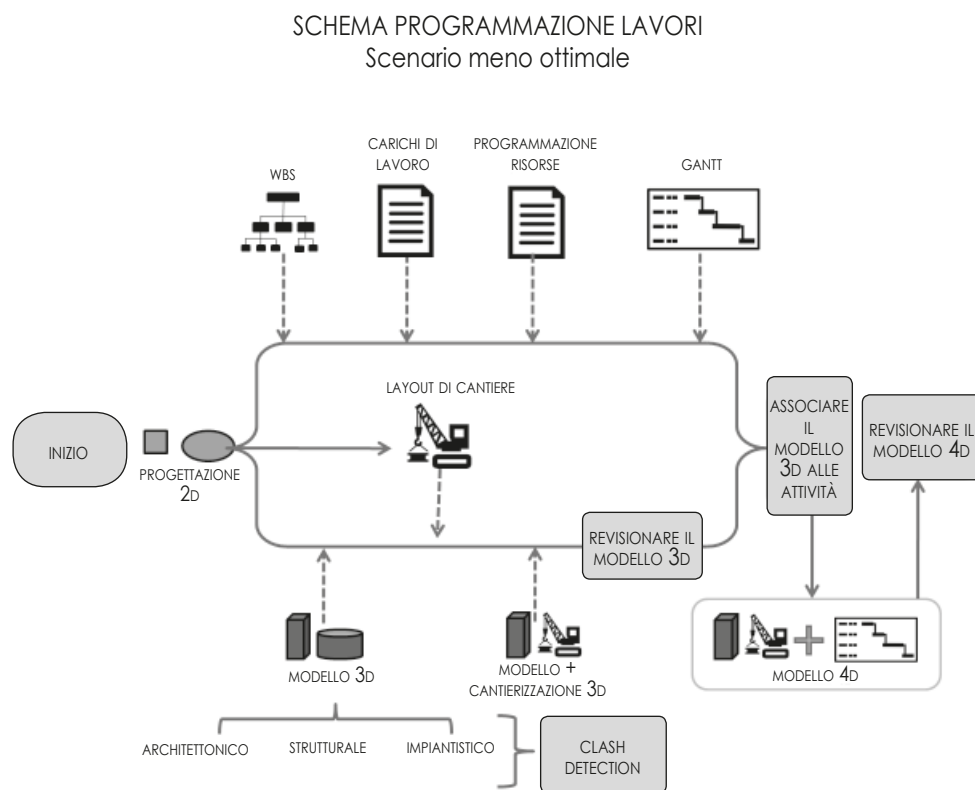 SCHEMA PROGRAMMAZIONE LAVORI
Scenario meno ottimale
WBS
CARICHI DI
LAVORO
PROGRAMMAZIONE
RISORSE
GANTT
LAYOUT DI CANTIERE
INIZIO
PROGETTAZIONE
2D
ASSOCIARE
IL
MODELLO
3D ALLE
ATTIVITÀ
REVISIONARE IL
MODELLO 4D
REVISIONARE IL
MODELLO 3D
MODELLO 3D
MODELLO +
CANTIERIZZAZIONE 3D
MODELLO 4D
ARCHITETTONICO
STRUTTURALE
IMPIANTISTICO
CLASH
DETECTION